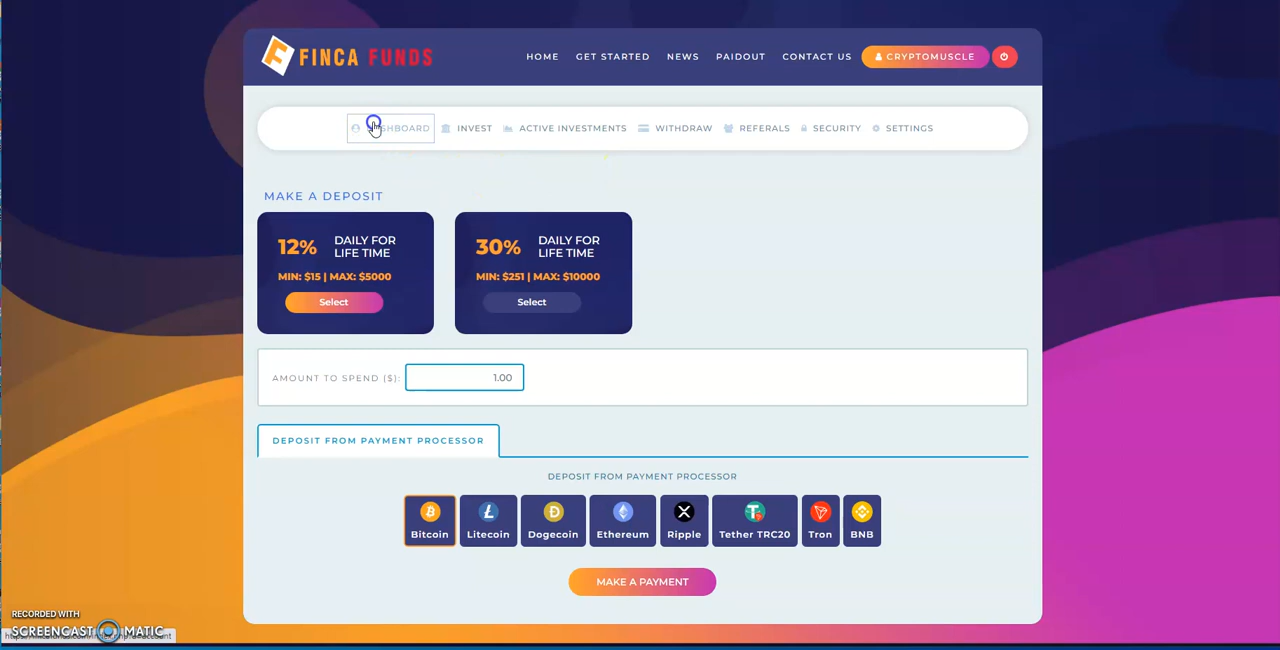 FINCA FUNDS
HOME GET STARTED NEWS PAIDOUT CONTACT US CRYPTOMUSCLE
DASHBOARD INVEST ACTIVE INVESTMENTS WITHDRAW REFERALS SECURITY SETTINGS
MAKE A DEPOSIT
12% DAILY FOR LIFE TIME
MIN: $15 | MAX: $5000
Select
30% DAILY FOR LIFE TIME
MIN: $251 | MAX: $10000
Select
AMOUNT TO SPEND ($): 1.00
DEPOSIT FROM PAYMENT PROCESSOR
DEPOSIT FROM PAYMENT PROCESSOR
Bitcoin Litecoin Dogecoin Ethereum Ripple Tether TRC20 Tron BNB
MAKE A PAYMENT
RECORDED WITH
SCREENCAST MATIC